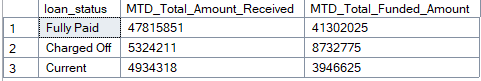 loan_status MTD_Total_Amount_Received MTD_Total_Funded_Amount
1 Fully Paid 47815851 41302025
2 Charged Off 5324211 8732775
3 Current 4934318 3946625